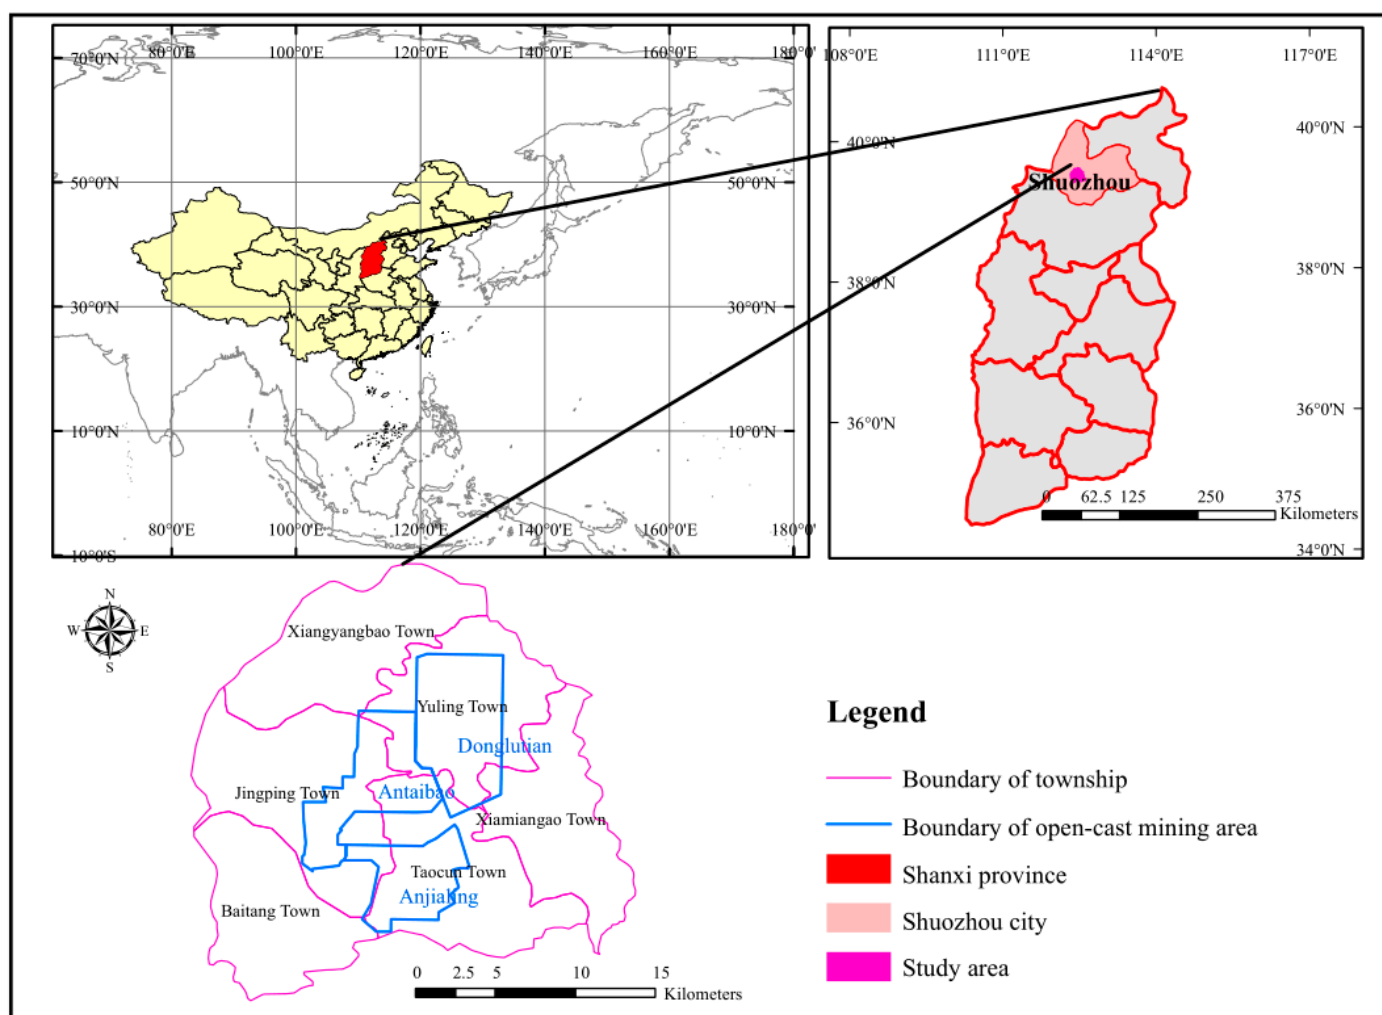 80°0'E 100°0'E 120°0'E 140°0'E 160°0'E 180°0'
70°0'N 70°0'N
50°0'N 50°0'N
30°0'N 30°0'N
10°0'N 10°0'N
10°0'S
80°0'E 100°0'E 120°0'E 140°0'E 160°0'E 180°0'
108°0'E 111°0'E 114°0'E 117°0'E
40°0'N 40°0'N
Shuozhou
38°0'N 38°0'N
36°0'N 36°0'N
0 62.5 125 250 375
Kilometers
34°0'N
N
W E
S
Xiangyangbao Town
Yuling Town
Donglutian
Jingping Town
Antaibao
Xiamiangao Town
Taocun Town
Anjialing
Baitang Town
0 2.5 5 10 15
Kilometers
Legend
Boundary of township
Boundary of open-cast mining area
Shanxi province
Shuozhou city
Study area